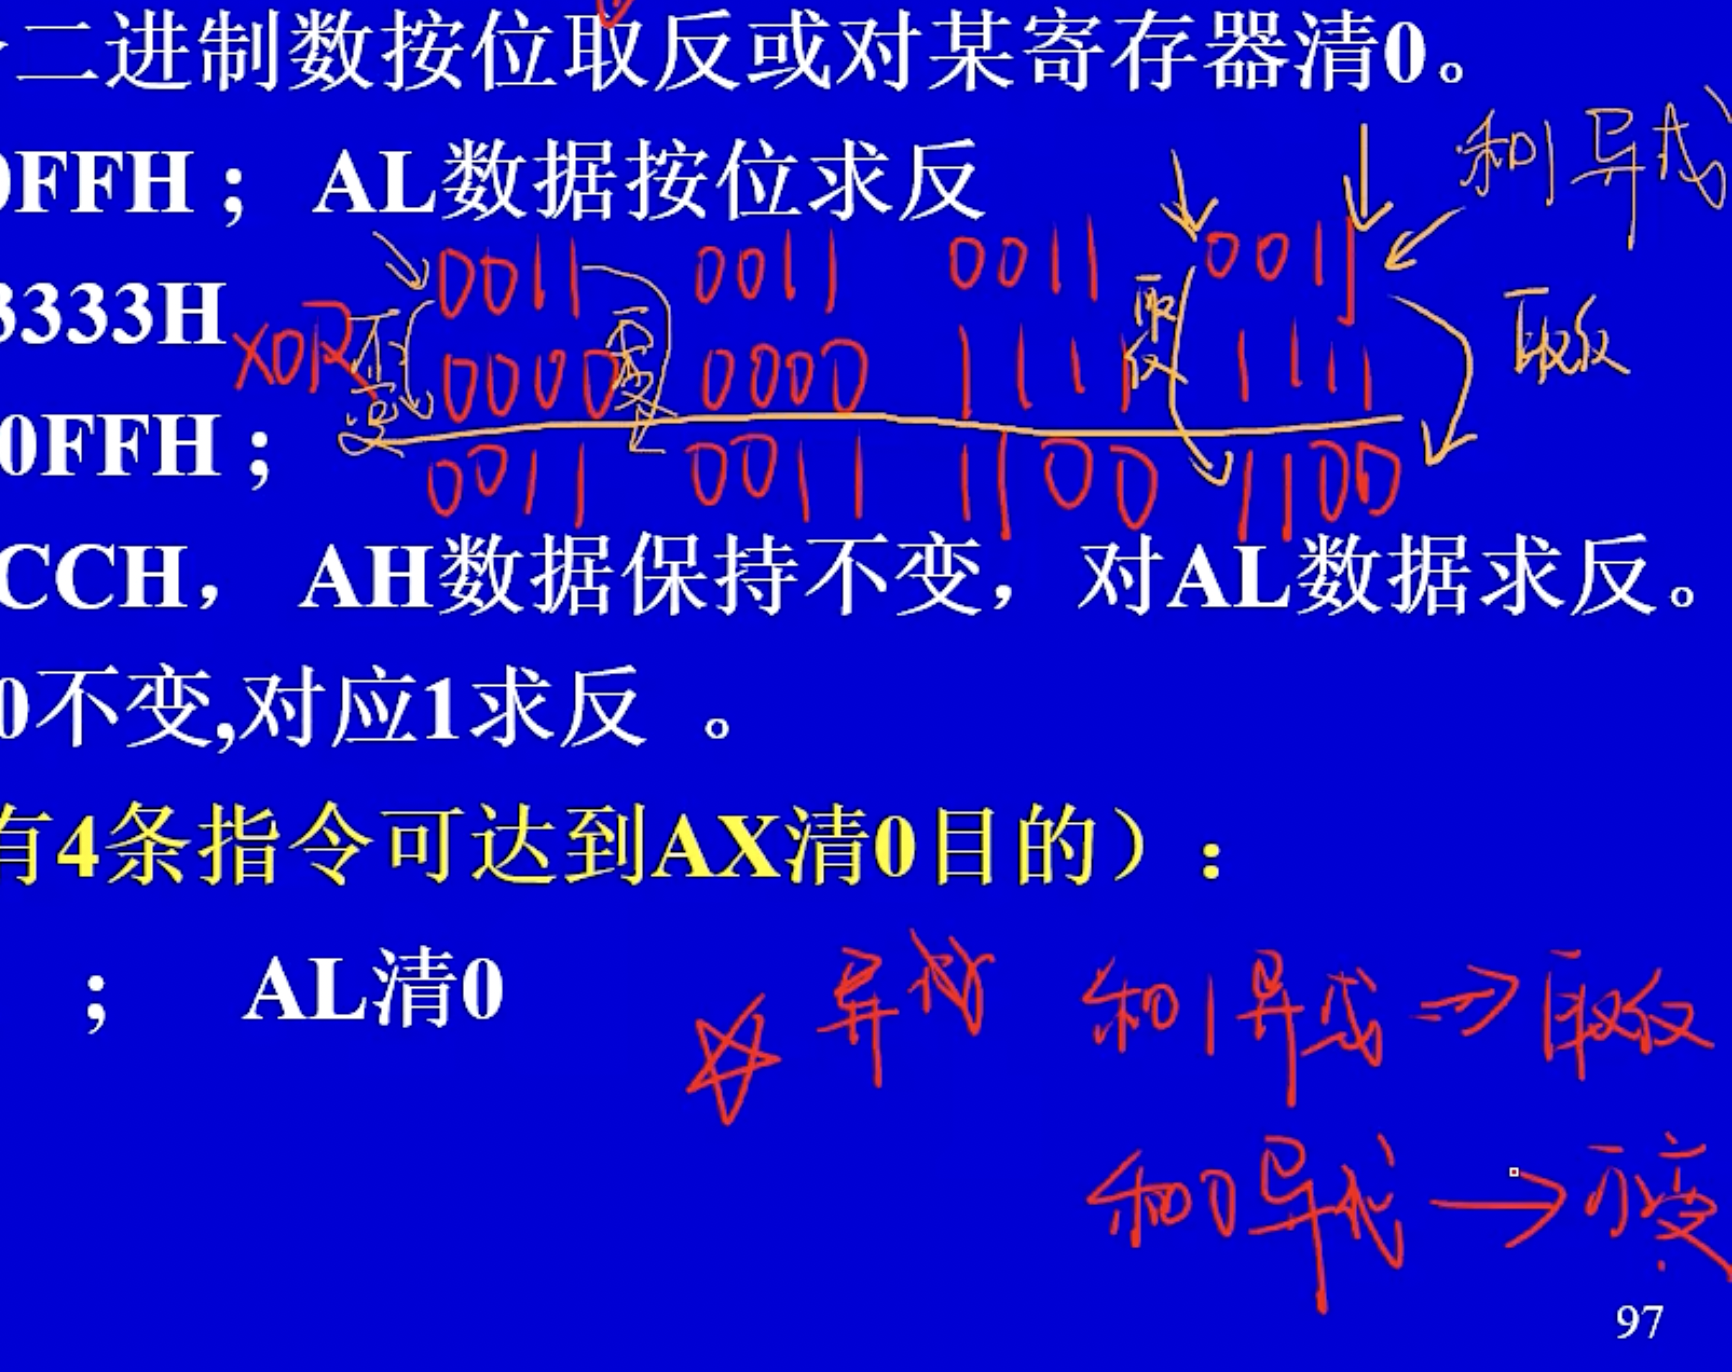 二进制数按位取反或对某寄存器清0。
和1异或
0FFH； AL数据按位求反
0011 0011 0011 0011
3333H
XOR 不变 0000 不变 0000 1111 取反 1111 取反
0FFH；
0011 0011 1100 1100
CCH， AH数据保持不变，对AL数据求反。
0不变,对应1求反 。
有4条指令可达到AX清0目的）：
； AL清0
☆ 异或 和1异或 ⇒ 取反
和0异或 → 不变
97